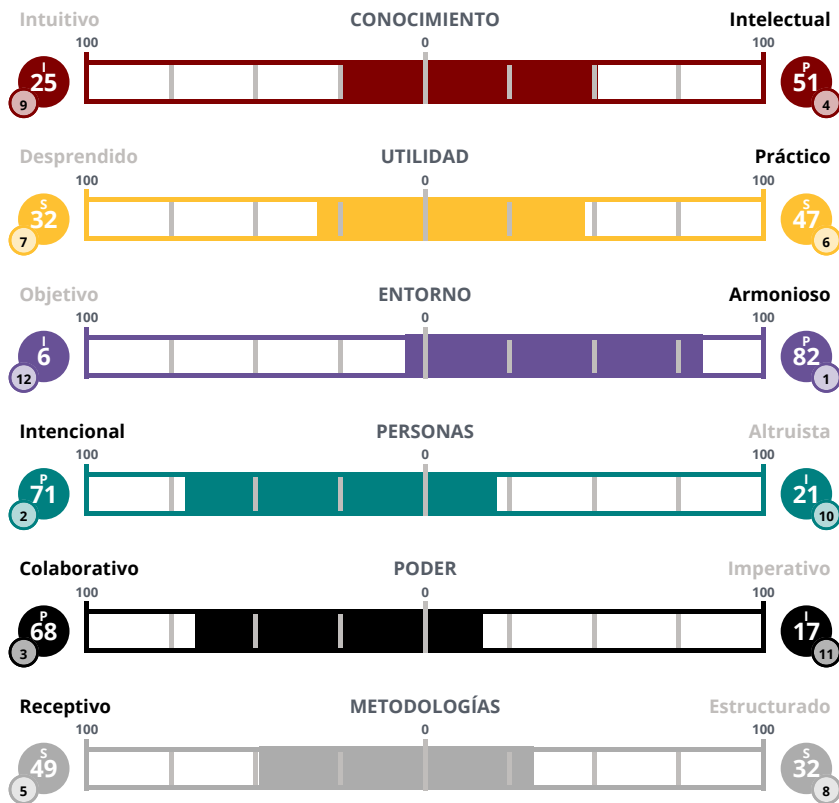 Intuitivo CONOCIMIENTO Intelectual
100 0 100
I P
25 51
9 4
Desprendido UTILIDAD Práctico
100 0 100
S S
32 47
7 6
Objetivo ENTORNO Armonioso
100 0 100
I P
6 82
12 1
Intencional PERSONAS Altruista
100 0 100
P I
71 21
2 10
Colaborativo PODER Imperativo
100 0 100
P I
68 17
3 11
Receptivo METODOLOGÍAS Estructurado
100 0 100
S S
49 32
5 8